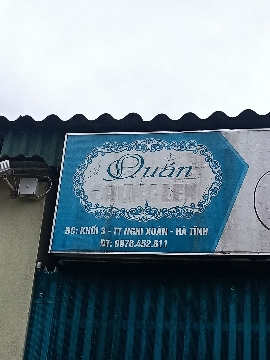 Quán
ĐC: KHỐI 3 - TT NGHI XUÂN - HÀ TĨNH
ĐT: 0978.452.611